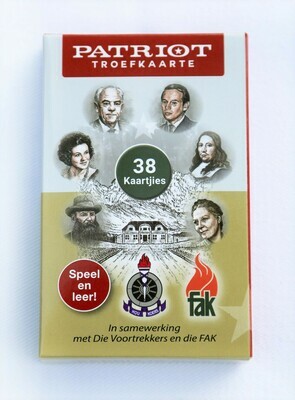 PATRIOT
TROEFKAARTE
38
Kaartjies
Speel
en
leer!
fak
In samewerking
met Die Voortrekkers en die FAK